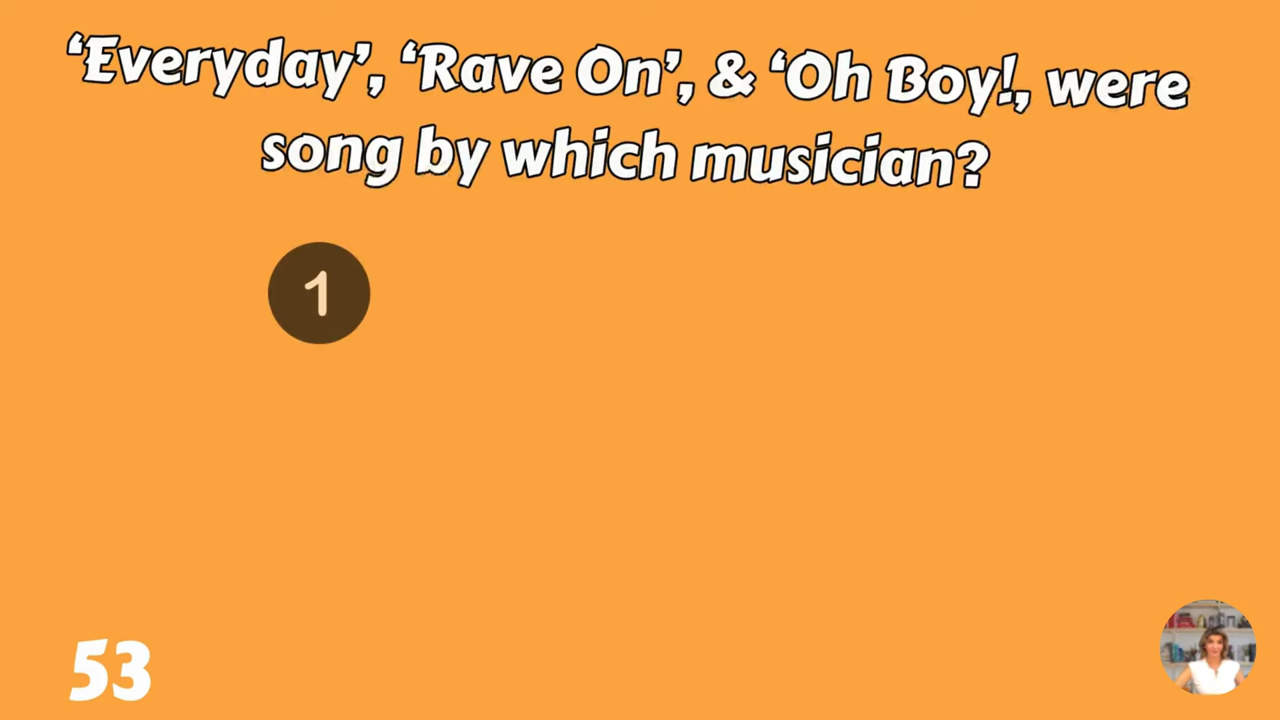 ‘Everyday’, ‘Rave On’, & ‘Oh Boy!, were
song by which musician?
1
53